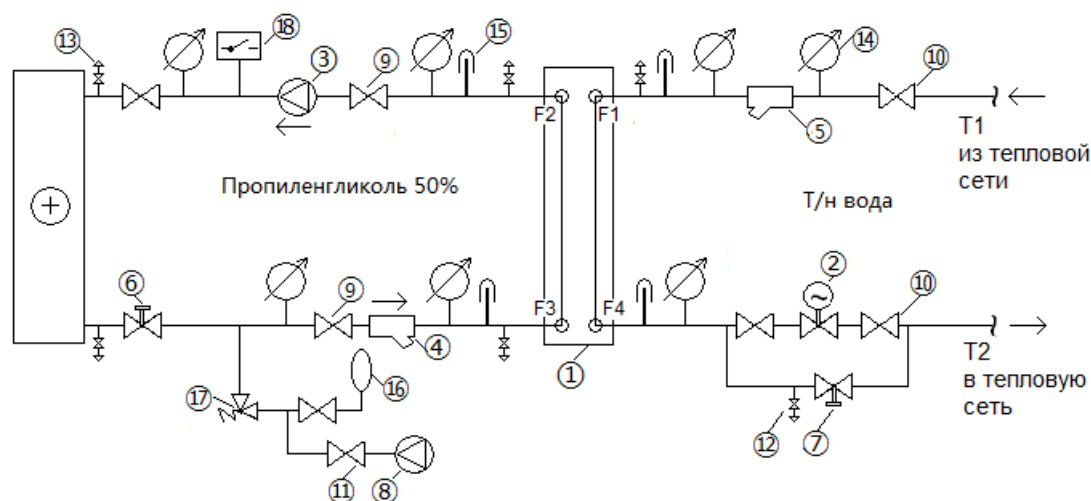 ⑬ ⑱ ③ ⑨ ⑮ ⑭ ⑩
F2 F1 ⑤
T1
из тепловой
сети
Пропиленгликоль 50%
Т/н вода
⑥ ⑨ ② ⑩
F3 F4
④ ①
T2
в тепловую
сеть
⑰ ⑯
⑫ ⑦
⑪ ⑧